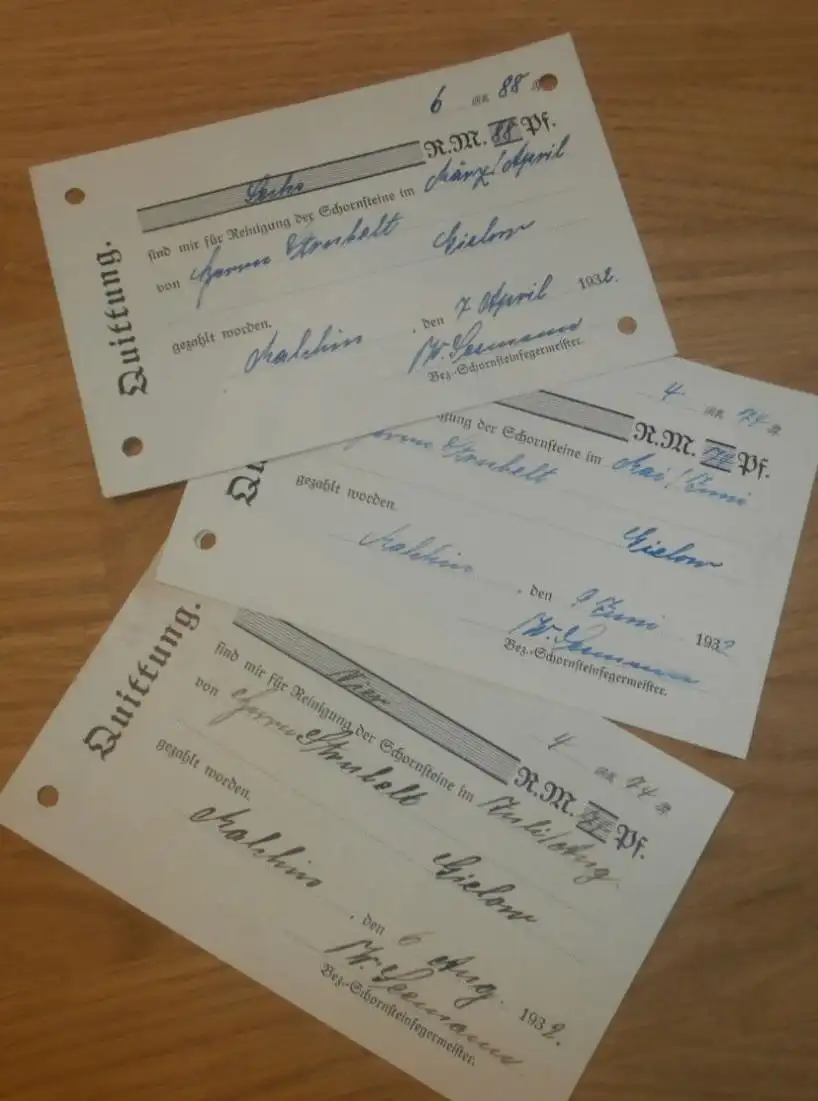 6 RM 88
Quittung.
Sechs R.M. 88 Pf.
sind mir für Reinigung der Schornsteine im März/April
von Herrn Strubelt Gielow
gezahlt worden.
Malchin, den 7 April 1932.
W. Seemann
Bez.-Schornsteinfegermeister.
4 RM 74
R.M. 74 Pf.
gung der Schornsteine im Mai/Juni
Herrn Strubelt Gielow
gezahlt worden.
Malchin, den 9 Juni 1932
W. Seemann
Bez.-Schornsteinfegermeister.
4 RM 74
Quittung.
Vier R.M. 74 Pf.
sind mir für Reinigung der Schornsteine im Juli/Aug.
von Herrn Strubelt Gielow
gezahlt worden.
Malchin, den 6 Aug. 1932.
W. Seemann
Bez.-Schornsteinfegermeister.